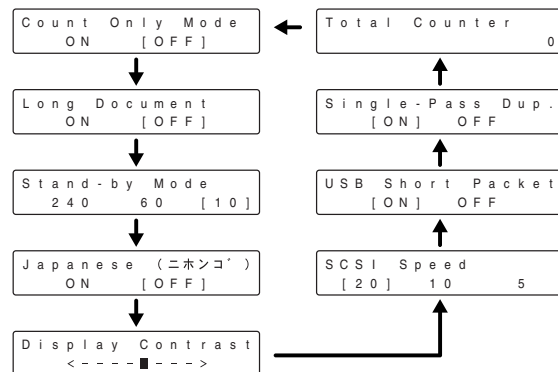 Count Only Mode
ON [OFF]
Long Document
ON [OFF]
Stand-by Mode
240 60 [10]
Japanese (ニホンゴ)
ON [OFF]
Display Contrast
<----■--->
SCSI Speed
[20] 10 5
USB Short Packet
[ON] OFF
Single-Pass Dup.
[ON] OFF
Total Counter
0